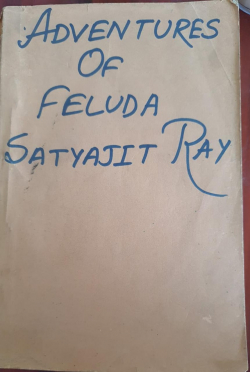 ADVENTURES
OF
FELUDA
SATYAJIT RAY